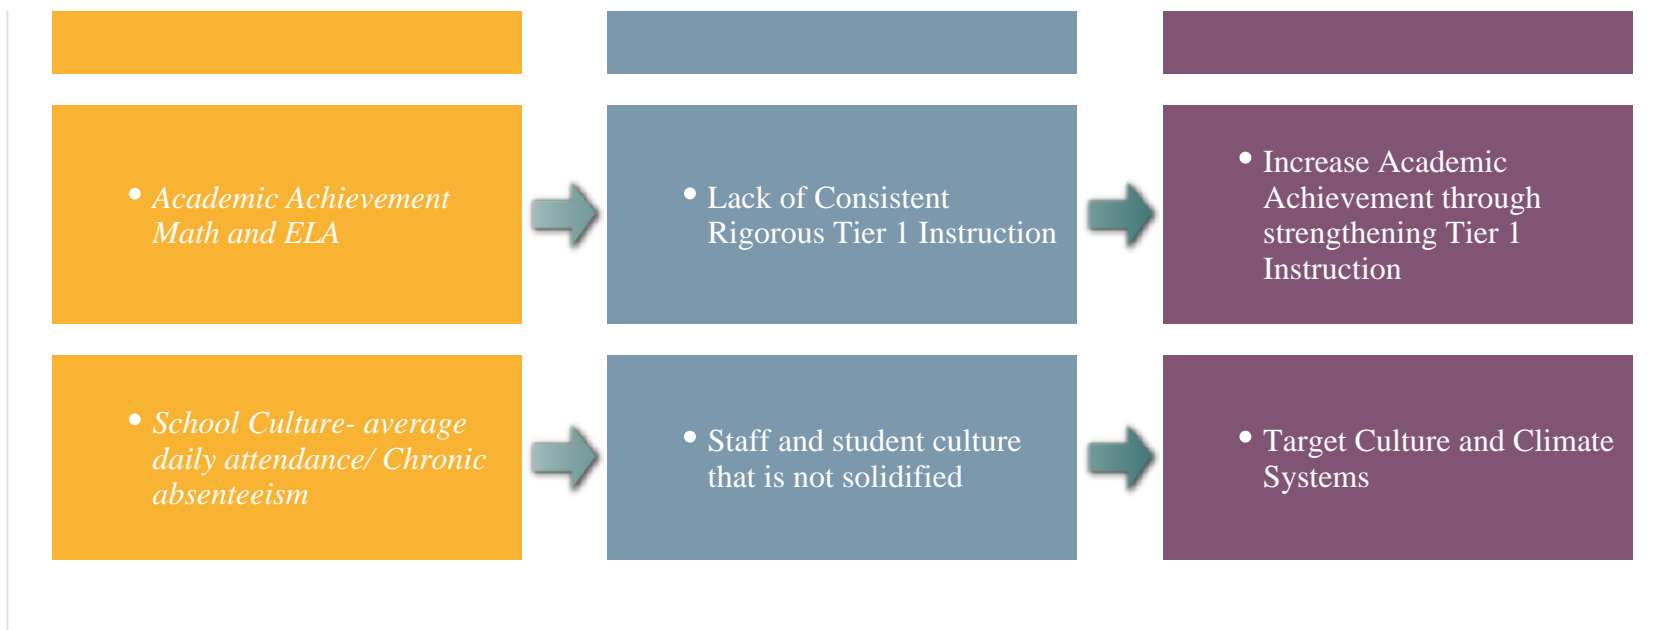 • Academic Achievement
Math and ELA
• Lack of Consistent
Rigorous Tier 1 Instruction
• Increase Academic
Achievement through
strengthening Tier 1
Instruction
• School Culture- average
daily attendance/ Chronic
absenteeism
• Staff and student culture
that is not solidified
• Target Culture and Climate
Systems